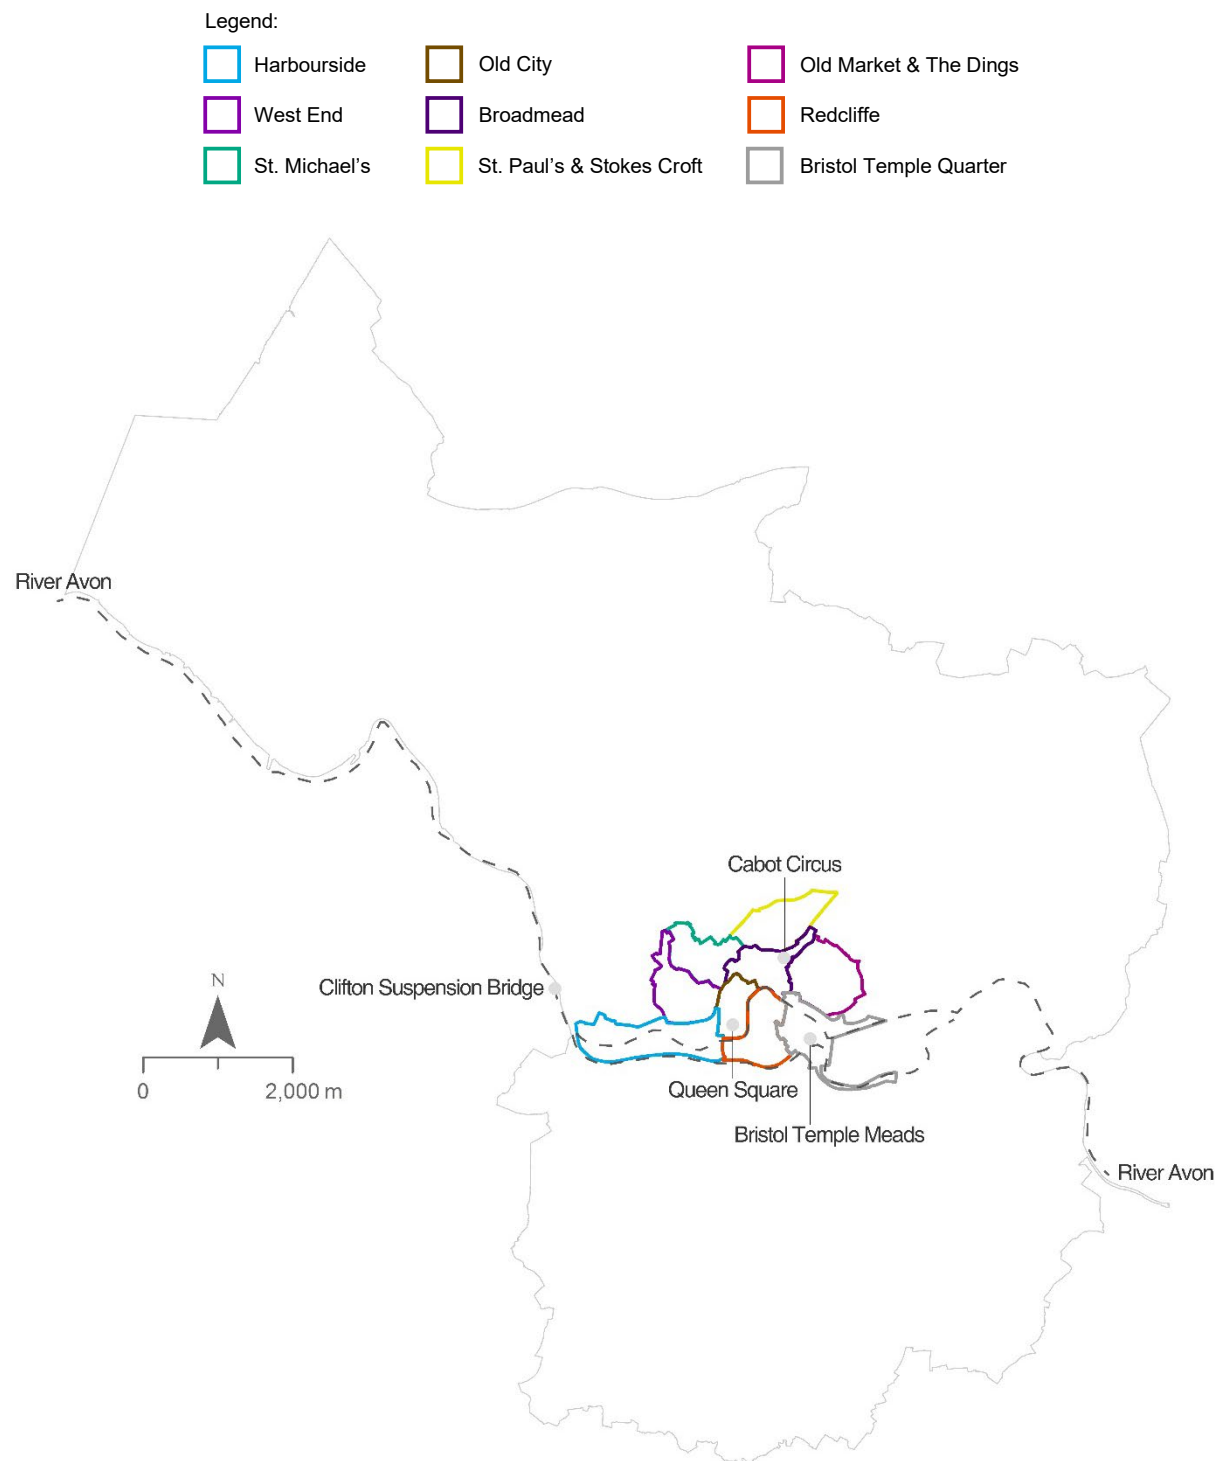 Legend:
Harbourside
Old City
Old Market & The Dings
West End
Broadmead
Redcliffe
St. Michael’s
St. Paul’s & Stokes Croft
Bristol Temple Quarter
River Avon
Cabot Circus
Clifton Suspension Bridge
N
0
2,000 m
Queen Square
Bristol Temple Meads
River Avon